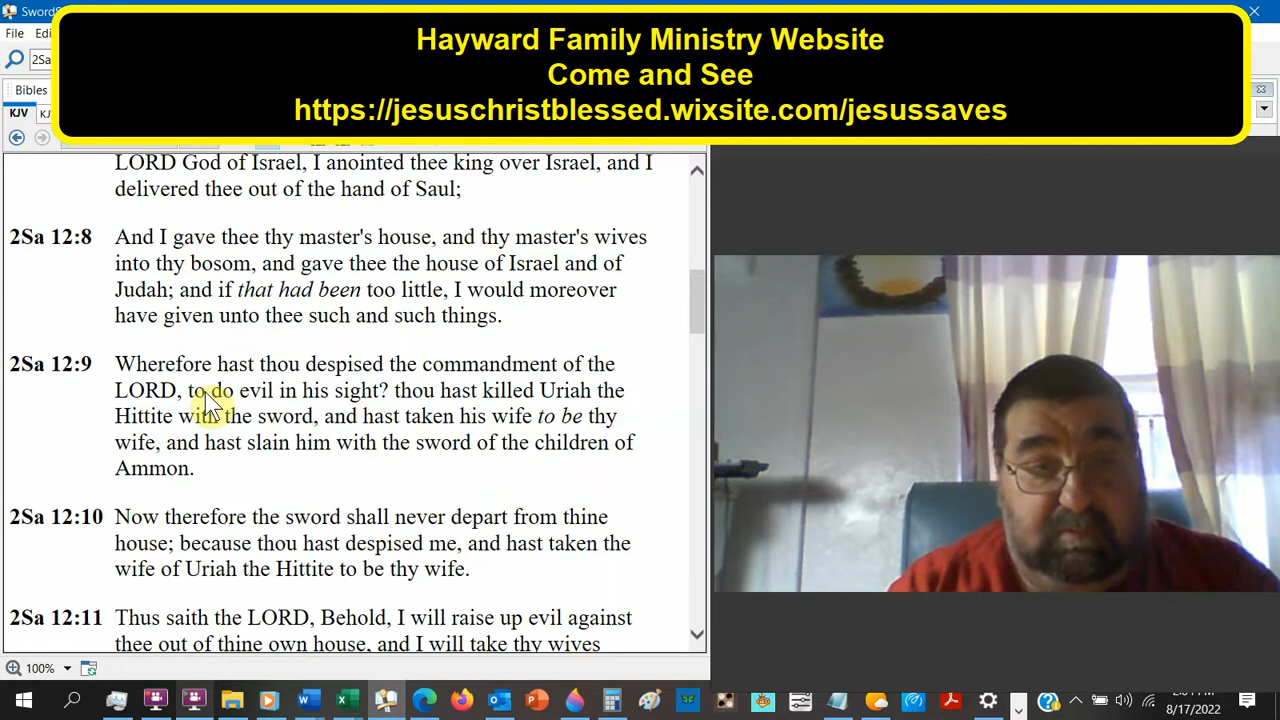 SwordS
Hayward Family Ministry Website
Come and See
https://jesuschristblessed.wixsite.com/jesussaves
File
2Sa
Bibles
KJV
LORD God of Israel, I anointed thee king over Israel, and I
delivered thee out of the hand of Saul;
2Sa 12:8 And I gave thee thy master's house, and thy master's wives
into thy bosom, and gave thee the house of Israel and of
Judah; and if that had been too little, I would moreover
have given unto thee such and such things.
2Sa 12:9 Wherefore hast thou despised the commandment of the
LORD, to do evil in his sight? thou hast killed Uriah the
Hittite with the sword, and hast taken his wife to be thy
wife, and hast slain him with the sword of the children of
Ammon.
2Sa 12:10 Now therefore the sword shall never depart from thine
house; because thou hast despised me, and hast taken the
wife of Uriah the Hittite to be thy wife.
2Sa 12:11 Thus saith the LORD, Behold, I will raise up evil against
thee out of thine own house, and I will take thy wives
100%
8/17/2022